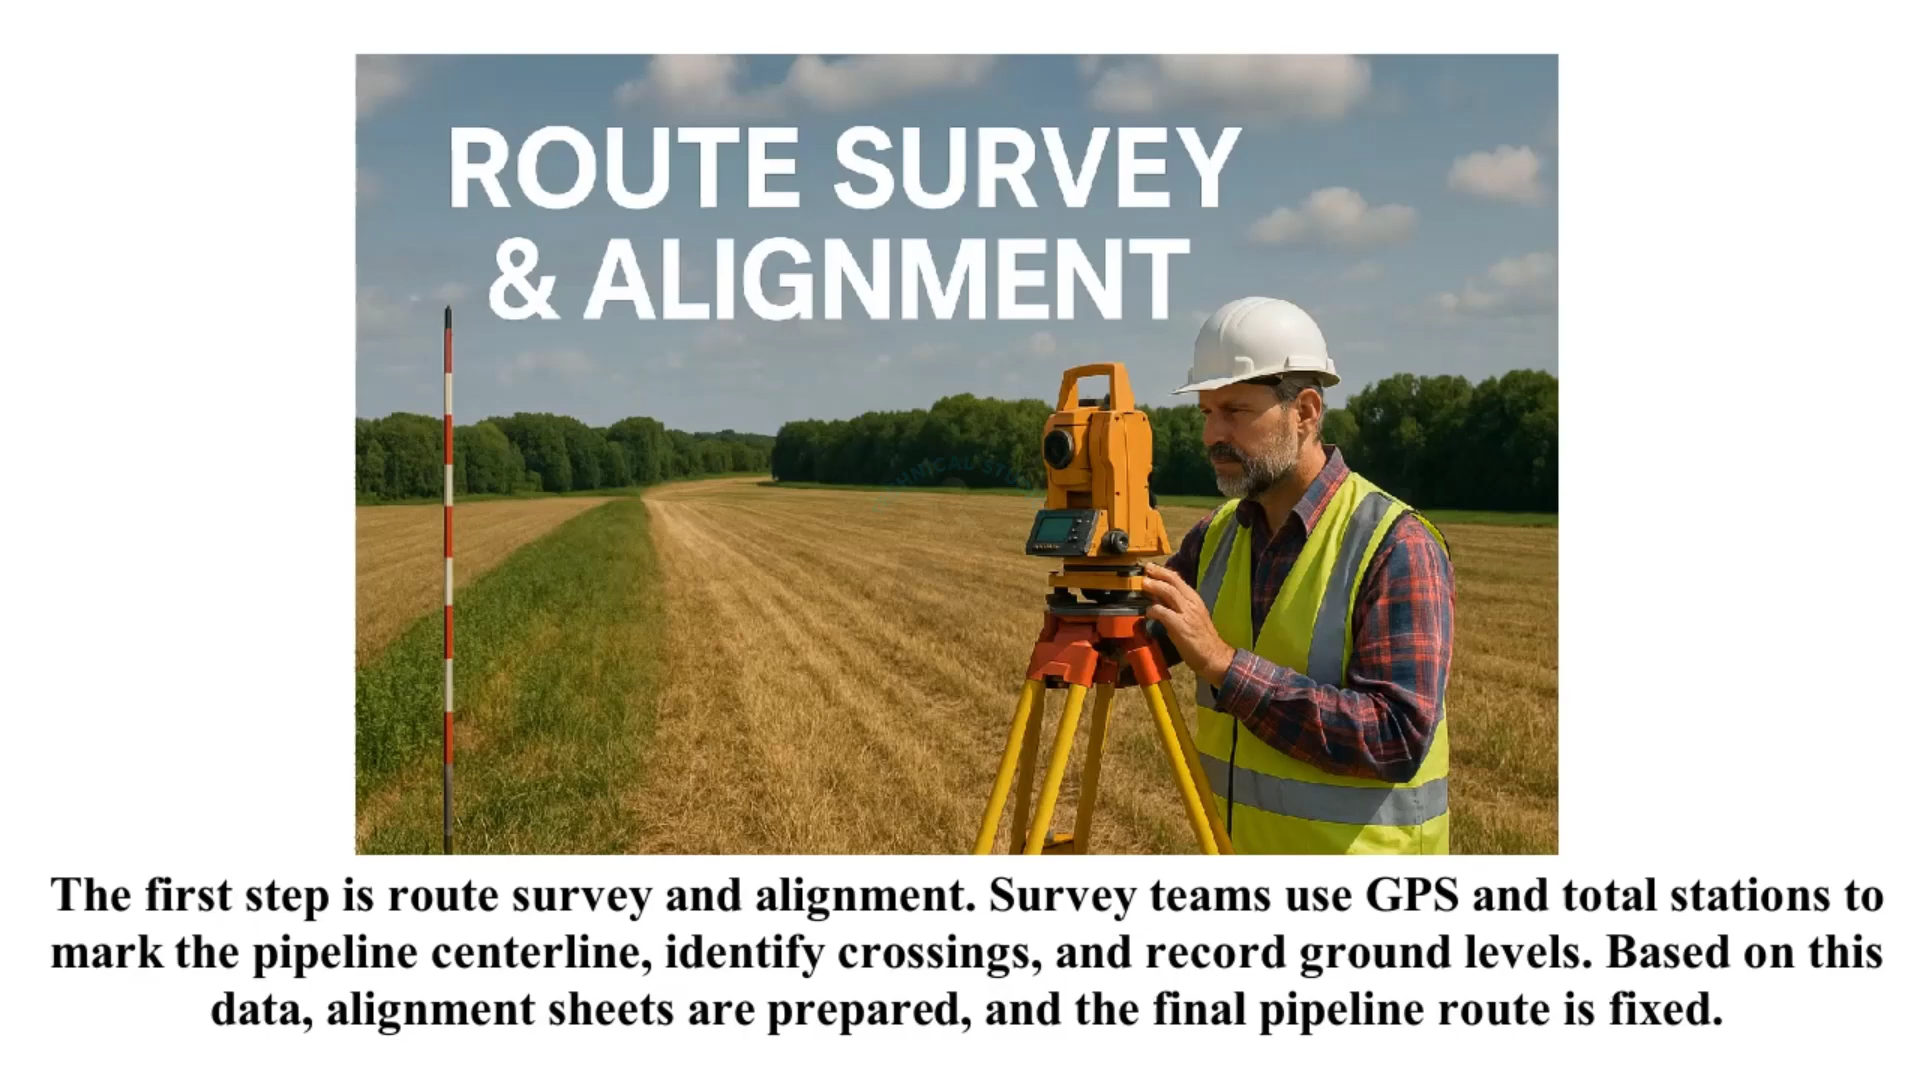 ROUTE SURVEY
& ALIGNMENT
The first step is route survey and alignment. Survey teams use GPS and total stations to
mark the pipeline centerline, identify crossings, and record ground levels. Based on this
data, alignment sheets are prepared, and the final pipeline route is fixed.